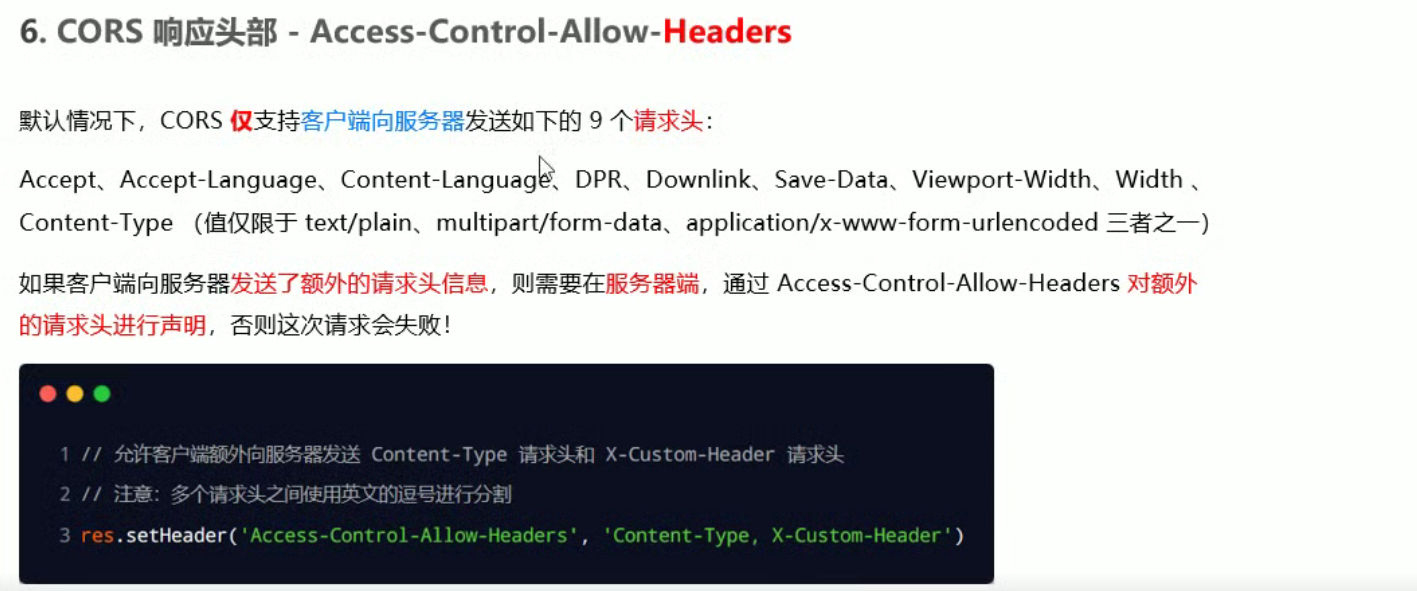 6. CORS 响应头部 - Access-Control-Allow-Headers
默认情况下，CORS 仅支持客户端向服务器发送如下的 9 个请求头：
Accept、Accept-Language、Content-Language、DPR、Downlink、Save-Data、Viewport-Width、Width 、
Content-Type （值仅限于 text/plain、multipart/form-data、application/x-www-form-urlencoded 三者之一）
如果客户端向服务器发送了额外的请求头信息，则需要在服务器端，通过 Access-Control-Allow-Headers 对额外
的请求头进行声明，否则这次请求会失败！
1 // 允许客户端额外向服务器发送 Content-Type 请求头和 X-Custom-Header 请求头
2 // 注意：多个请求头之间使用英文的逗号进行分割
3 res.setHeader('Access-Control-Allow-Headers', 'Content-Type, X-Custom-Header')